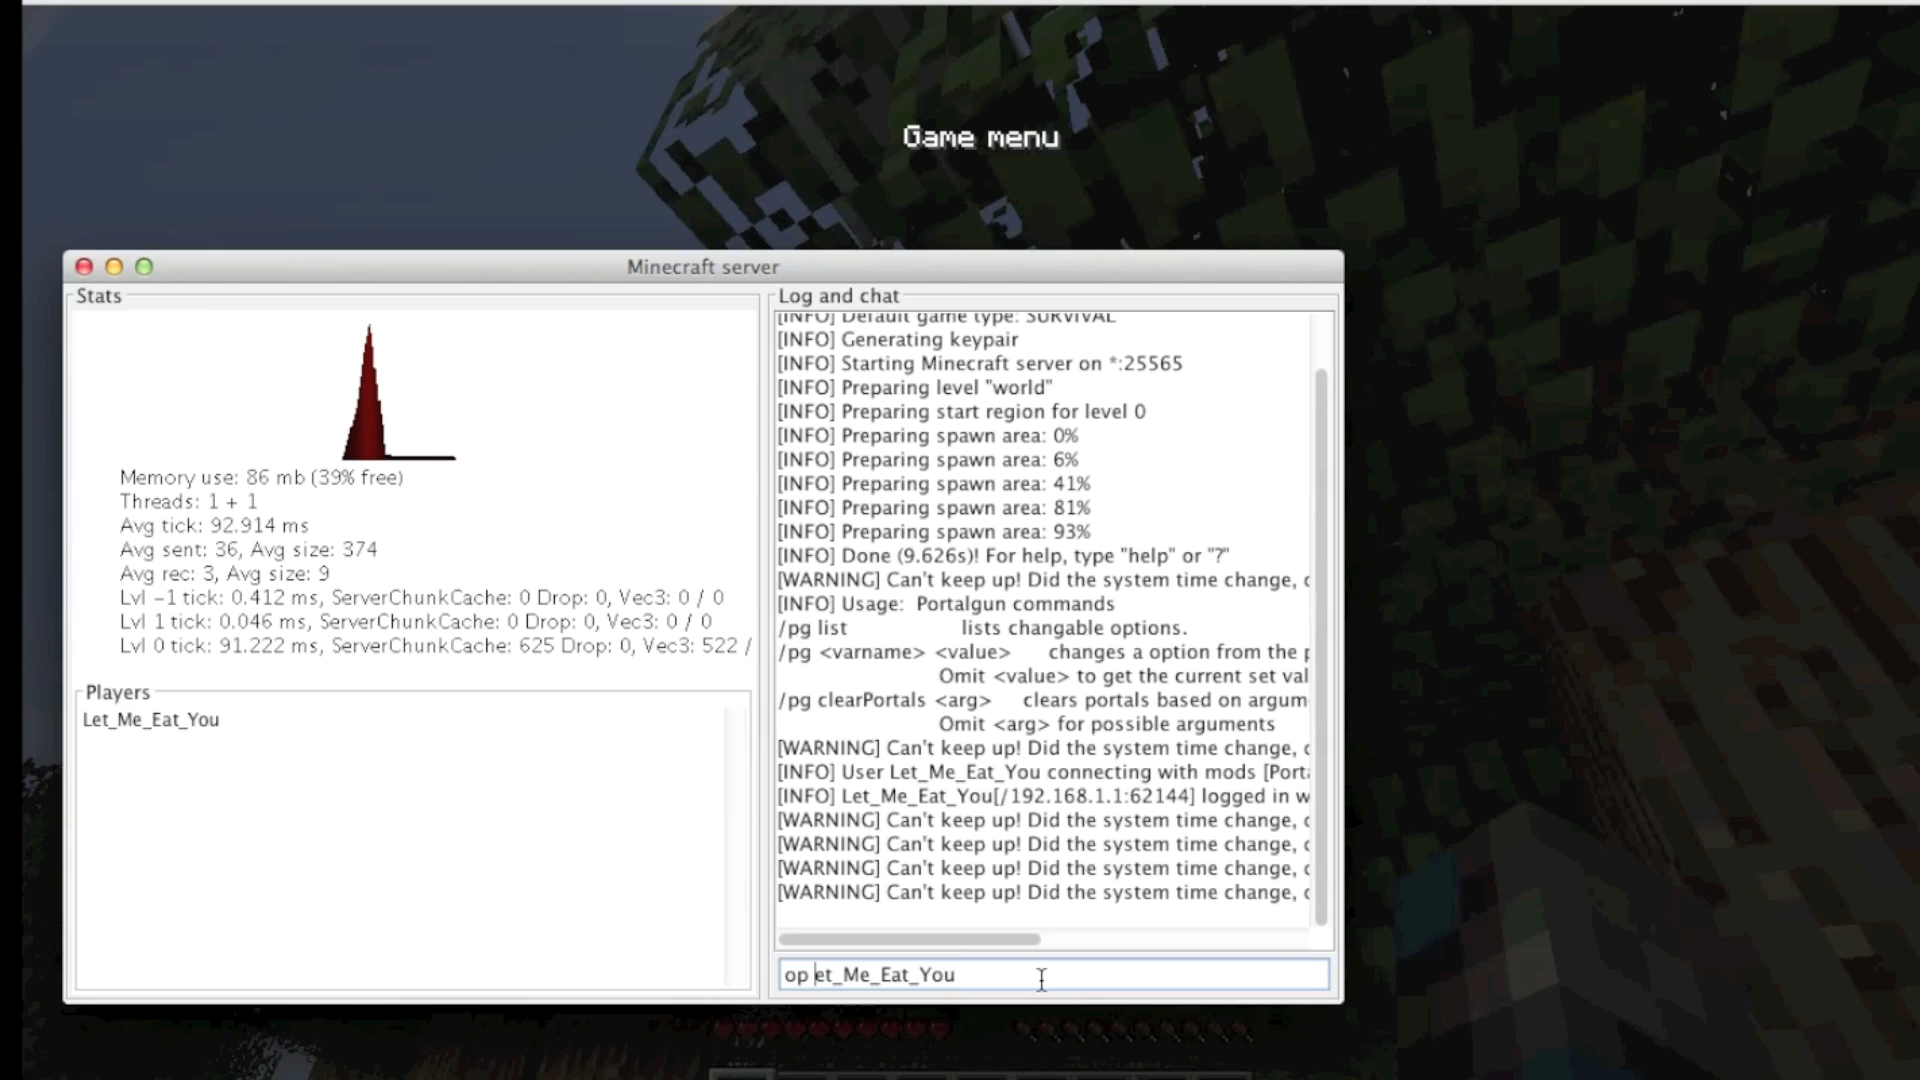 Game menu
Minecraft server
Stats
Memory use: 86 mb (39% free)
Threads: 1 + 1
Avg tick: 92.914 ms
Avg sent: 36, Avg size: 374
Avg rec: 3, Avg size: 9
Lvl -1 tick: 0.412 ms, ServerChunkCache: 0 Drop: 0, Vec3: 0 / 0
Lvl 1 tick: 0.046 ms, ServerChunkCache: 0 Drop: 0, Vec3: 0 / 0
Lvl 0 tick: 91.222 ms, ServerChunkCache: 625 Drop: 0, Vec3: 522 /
Players
Let_Me_Eat_You
Log and chat
[INFO] Default game type: SURVIVAL
[INFO] Generating keypair
[INFO] Starting Minecraft server on *:25565
[INFO] Preparing level "world"
[INFO] Preparing start region for level 0
[INFO] Preparing spawn area: 0%
[INFO] Preparing spawn area: 6%
[INFO] Preparing spawn area: 41%
[INFO] Preparing spawn area: 81%
[INFO] Preparing spawn area: 93%
[INFO] Done (9.626s)! For help, type "help" or "?"
[WARNING] Can't keep up! Did the system time change,
[INFO] Usage: Portalgun commands
/pg list lists changable options.
/pg <varname> <value> changes a option from the
Omit <value> to get the current set val
/pg clearPortals <arg> clears portals based on argum
Omit <arg> for possible arguments
[WARNING] Can't keep up! Did the system time change,
[INFO] User Let_Me_Eat_You connecting with mods [Porta
[INFO] Let_Me_Eat_You[/192.168.1.1:62144] logged in w
[WARNING] Can't keep up! Did the system time change,
[WARNING] Can't keep up! Did the system time change,
[WARNING] Can't keep up! Did the system time change,
[WARNING] Can't keep up! Did the system time change,
op et_Me_Eat_You